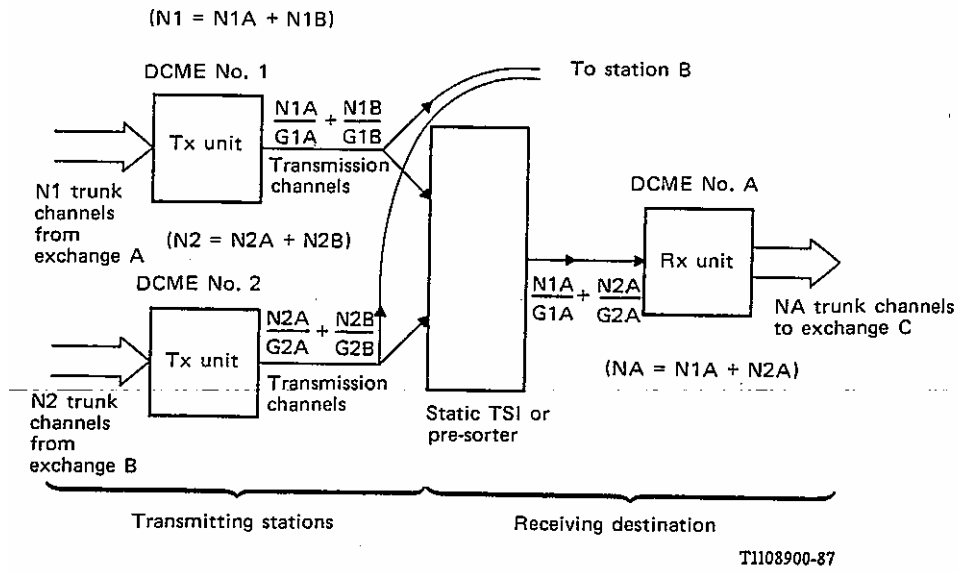 (N1 = N1A + N1B)
DCME No. 1
To station B
Tx unit
N1A/G1A + N1B/G1B
Transmission
channels
N1 trunk
channels
from
exchange A
DCME No. A
Rx unit
(N2 = N2A + N2B)
DCME No. 2
N1A/G1A + N2A/G2A
NA trunk channels
to exchange C
Tx unit
N2A/G2A + N2B/G2B
Transmission
channels
(NA = N1A + N2A)
N2 trunk
channels
from
exchange B
Static TSI or
pre-sorter
Transmitting stations
Receiving destination
T1108900-87